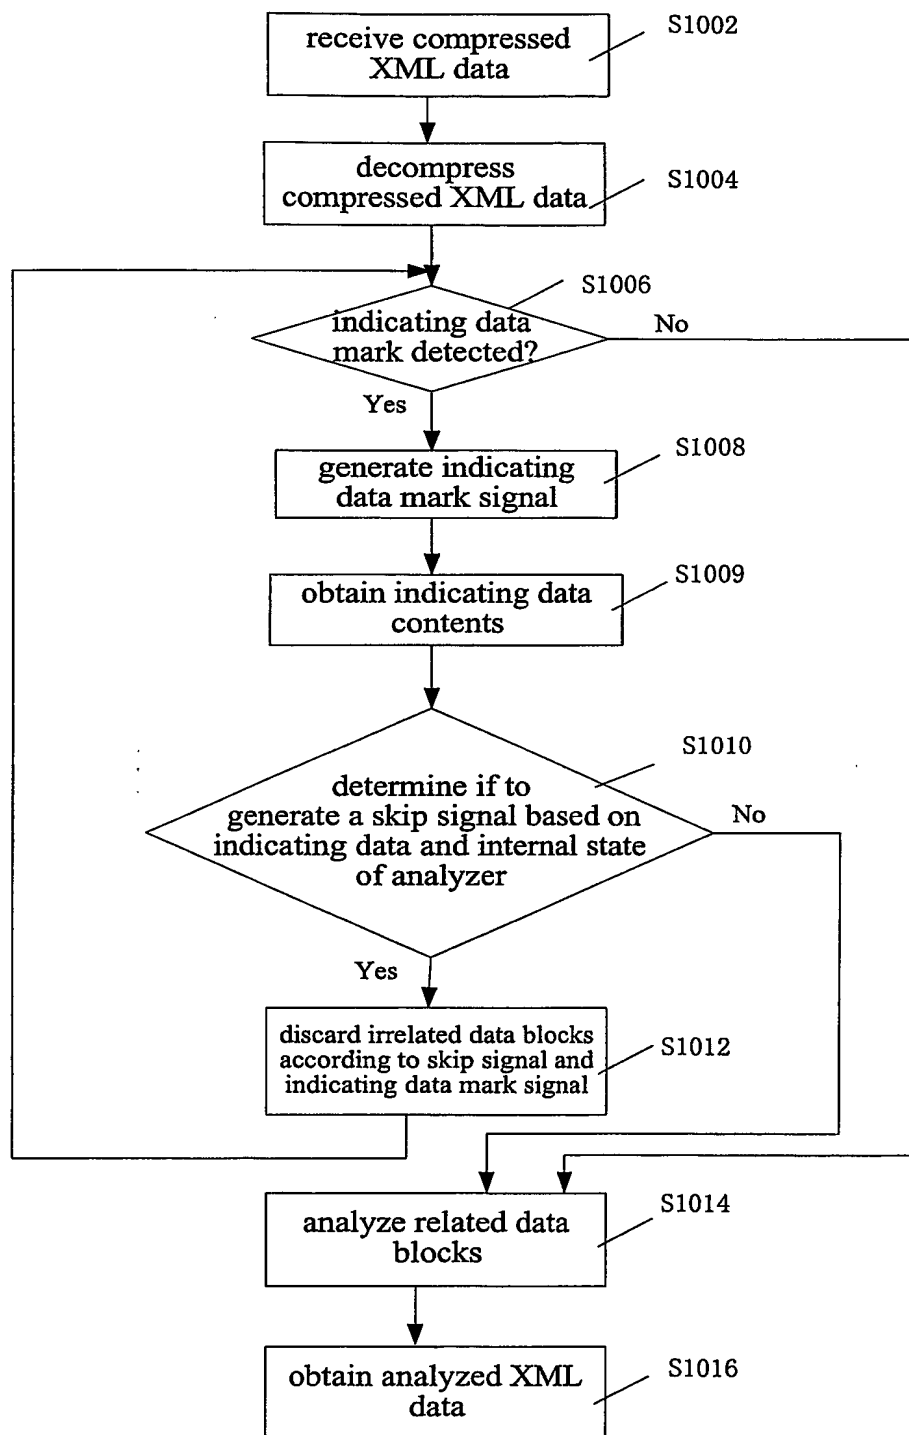 receive compressed
XML data
S1002
decompress
compressed XML data
S1004
S1006
indicating data
mark detected?
No
Yes
generate indicating
data mark signal
S1008
obtain indicating data
contents
S1009
S1010
determine if to
generate a skip signal based on
indicating data and internal state
of analyzer
No
Yes
discard irrelated data blocks
according to skip signal and
indicating data mark signal
S1012
analyze related data
blocks
S1014
obtain analyzed XML
data
S1016